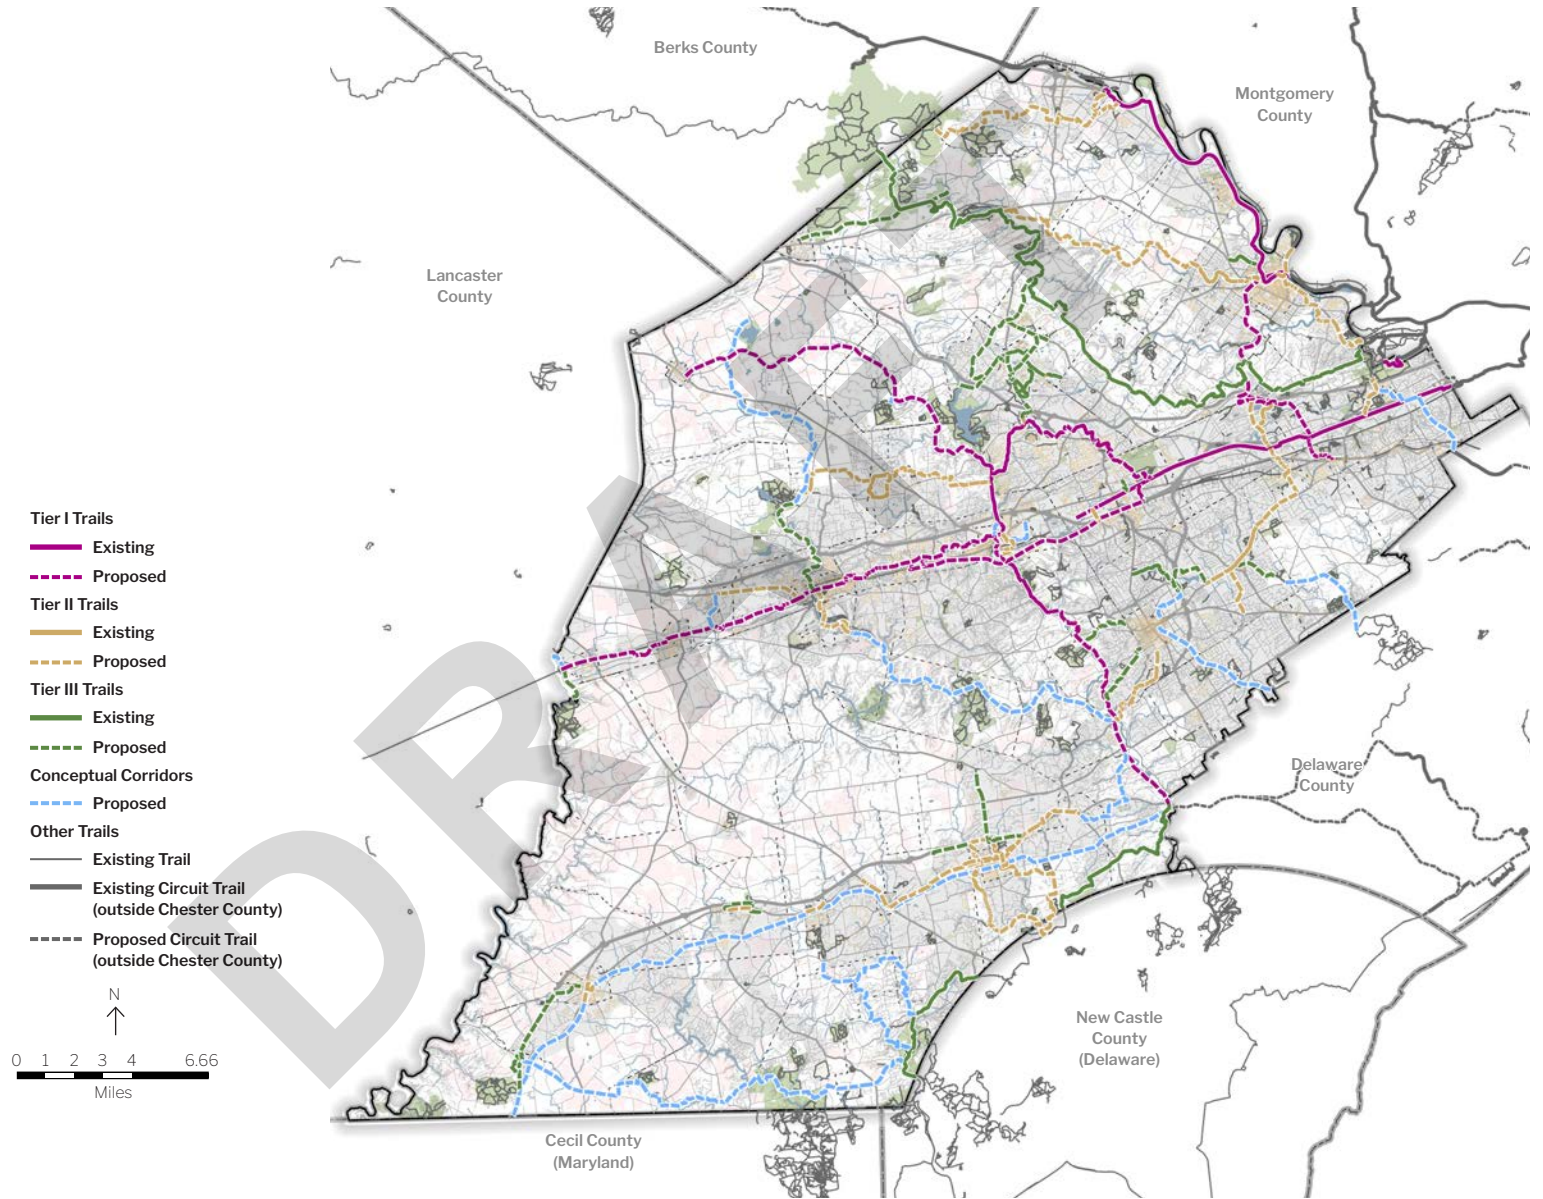 Berks County
Montgomery
County
Lancaster
County
DRAFT
Tier I Trails
Existing
Proposed
Tier II Trails
Existing
Proposed
Tier III Trails
Existing
Proposed
Conceptual Corridors
Proposed
Other Trails
Existing Trail
Existing Circuit Trail
(outside Chester County)
Proposed Circuit Trail
(outside Chester County)
N
0 1 2 3 4 6.66
Miles
Delaware
County
New Castle
County
(Delaware)
Cecil County
(Maryland)